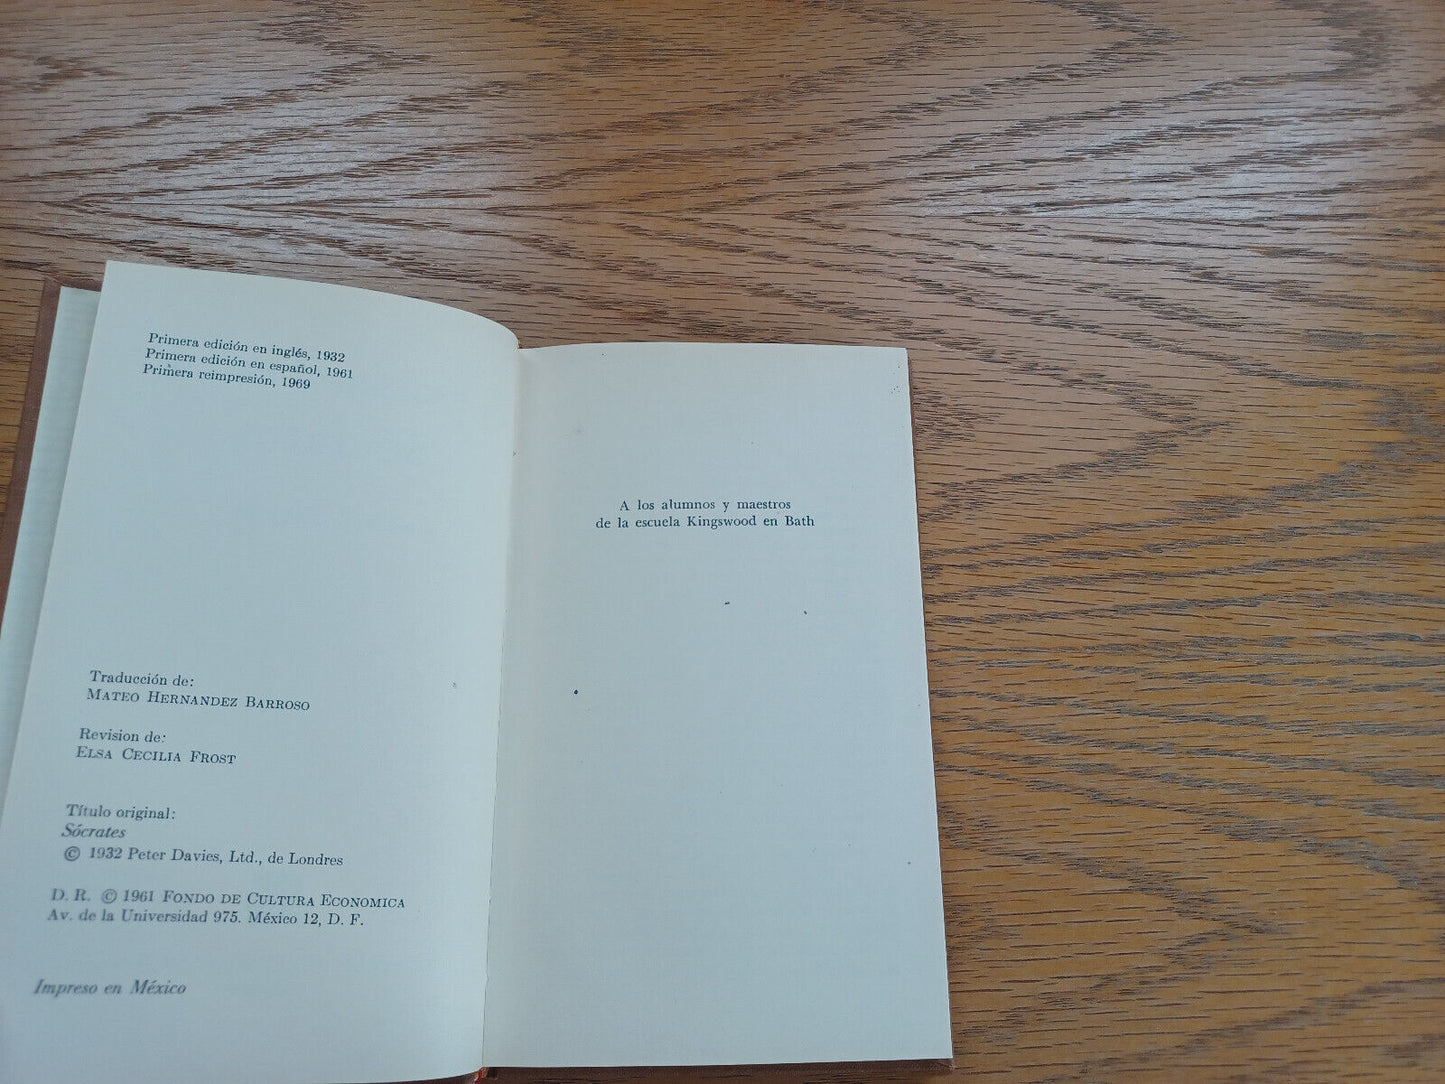 Primera edición en inglés, 1932
Primera edición en español, 1961
Primera reimpresión, 1969
Traducción de:
MATEO HERNANDEZ BARROSO
Revision de:
ELSA CECILIA FROST
Título original:
Sócrates
© 1932 Peter Davies, Ltd., de Londres
D. R. © 1961 FONDO DE CULTURA ECONOMICA
Av. de la Universidad 975. México 12, D. F.
Impreso en México
A los alumnos y maestros
de la escuela Kingswood en Bath